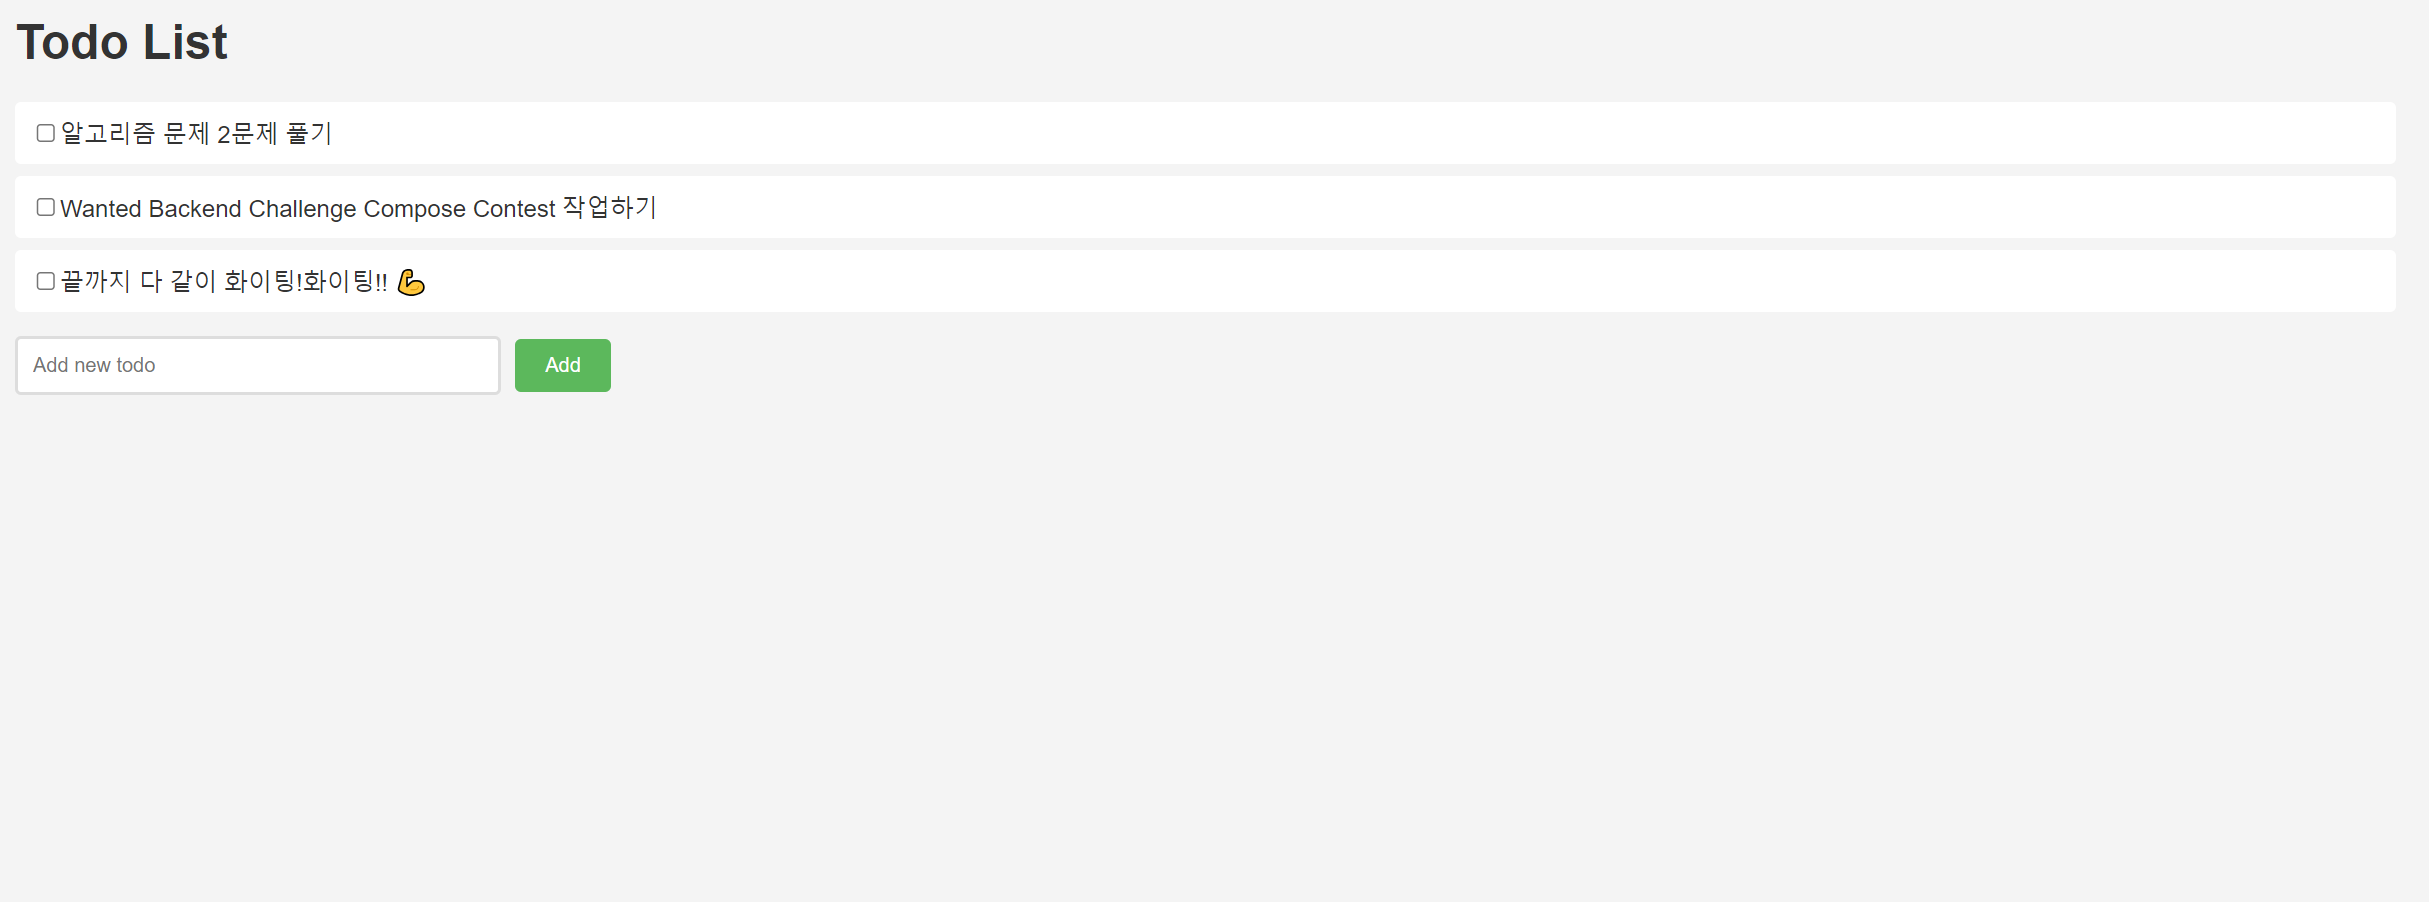 Todo List
알고리즘 문제 2문제 풀기
Wanted Backend Challenge Compose Contest 작업하기
끝까지 다 같이 화이팅!화이팅!! 💪
Add new todo
Add